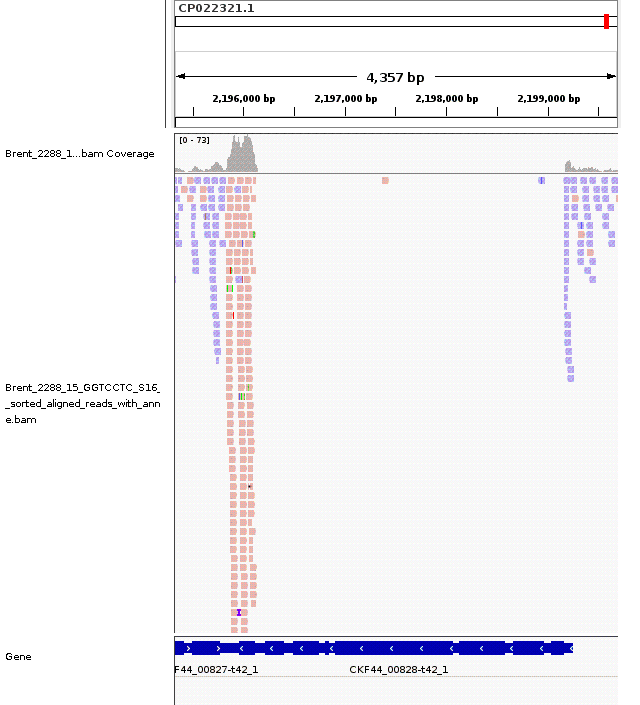 CP022321.1
4,357 bp
2,196,000 bp 2,197,000 bp 2,198,000 bp 2,199,000 bp
[0 - 73]
Brent_2288_1...bam Coverage
Brent_2288_15_GGTCCTC_S16_
_sorted_aligned_reads_with_ann
e.bam
Gene
F44_00827-t42_1 CKF44_00828-t42_1